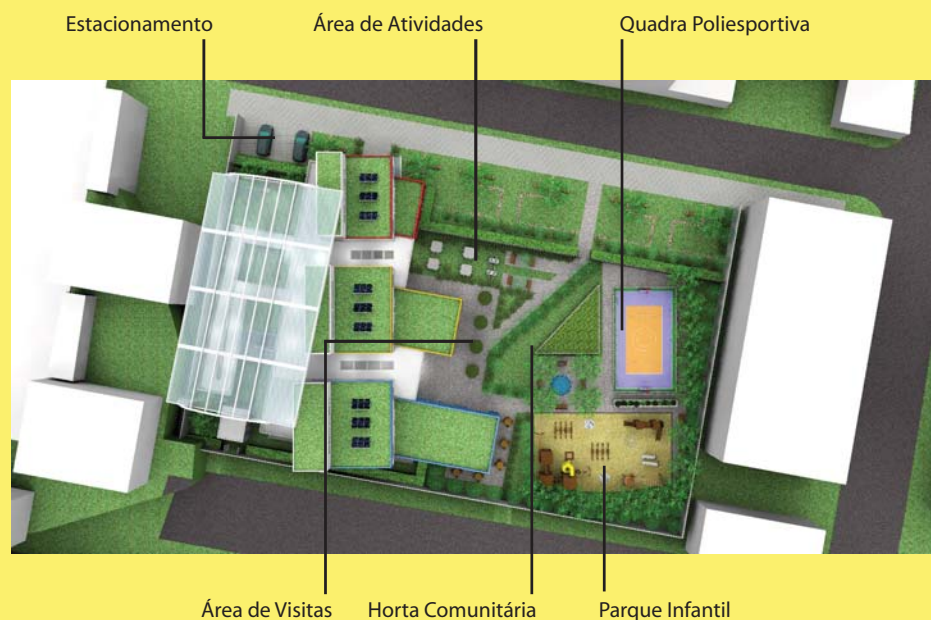 Estacionamento
Área de Atividades
Quadra Poliesportiva
Área de Visitas
Horta Comunitária
Parque Infantil